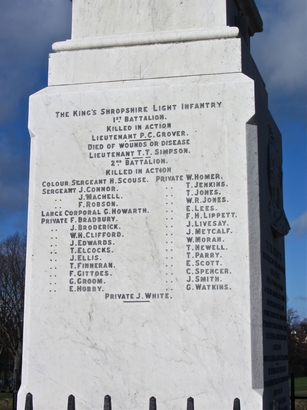 THE KING'S SHROPSHIRE LIGHT INFANTRY
1ST BATTALION.
KILLED IN ACTION
LIEUTENANT P.C. GROVER.
DIED OF WOUNDS OR DISEASE
LIEUTENANT T.T. SIMPSON.
2ND BATTALION.
KILLED IN ACTION
COLOUR SERGEANT H. SCOUSE.
SERGEANT J. CONNOR.
" J. MACHELL.
" F. ROBSON.
LANCE CORPORAL G. HOWARTH.
PRIVATE F. BRADBURY.
" J. BRODERICK.
" W.H. CLIFFORD.
" J. EDWARDS.
" T. ELCOCKS.
" J. ELLIS.
" T. FINNERAN.
" F. GITTOES.
" G. GROOM.
" E. HORBY.
PRIVATE W. HOMER.
" T. JENKINS.
" T. JONES.
" W.R. JONES.
" E. LEES.
" F.H. LIPPETT.
" J. LIVESAY.
" J. METCALF.
" W. MORAN.
" T. NEWELL.
" T. PARRY.
" E. SCOTT.
" C. SPENCER.
" J. SMITH.
" G. WATKINS.
PRIVATE J. WHITE.